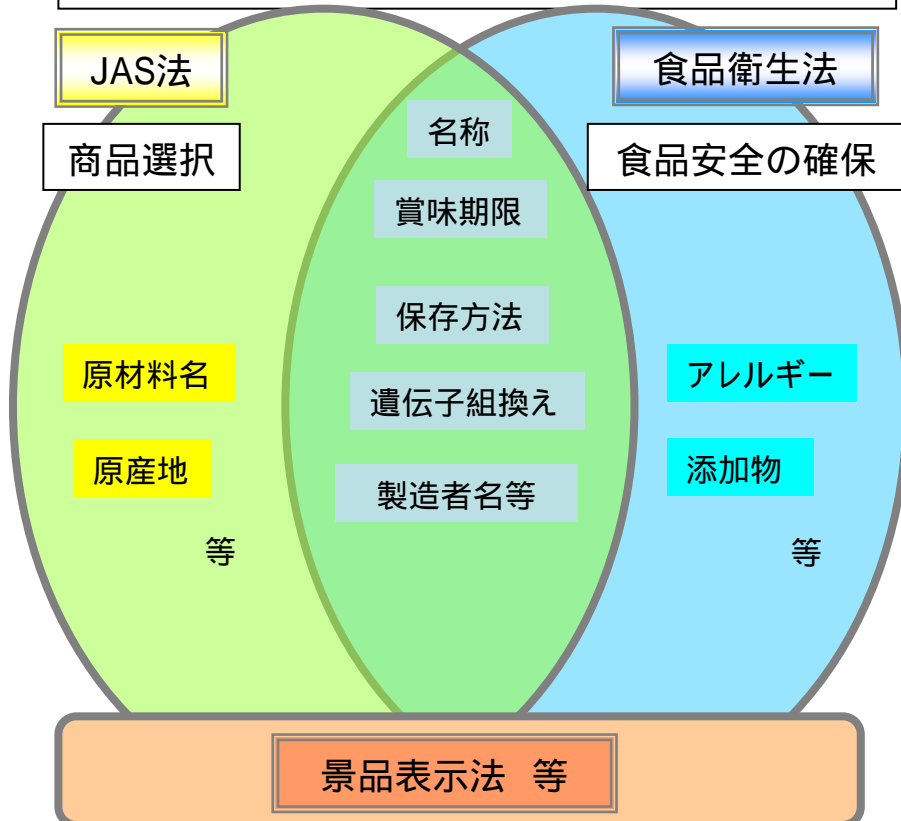 JAS法
食品衛生法
商品選択
食品安全の確保
名称
賞味期限
保存方法
遺伝子組換え
製造者名等
原材料名
原産地
等
アレルギー
添加物
等
景品表示法 等